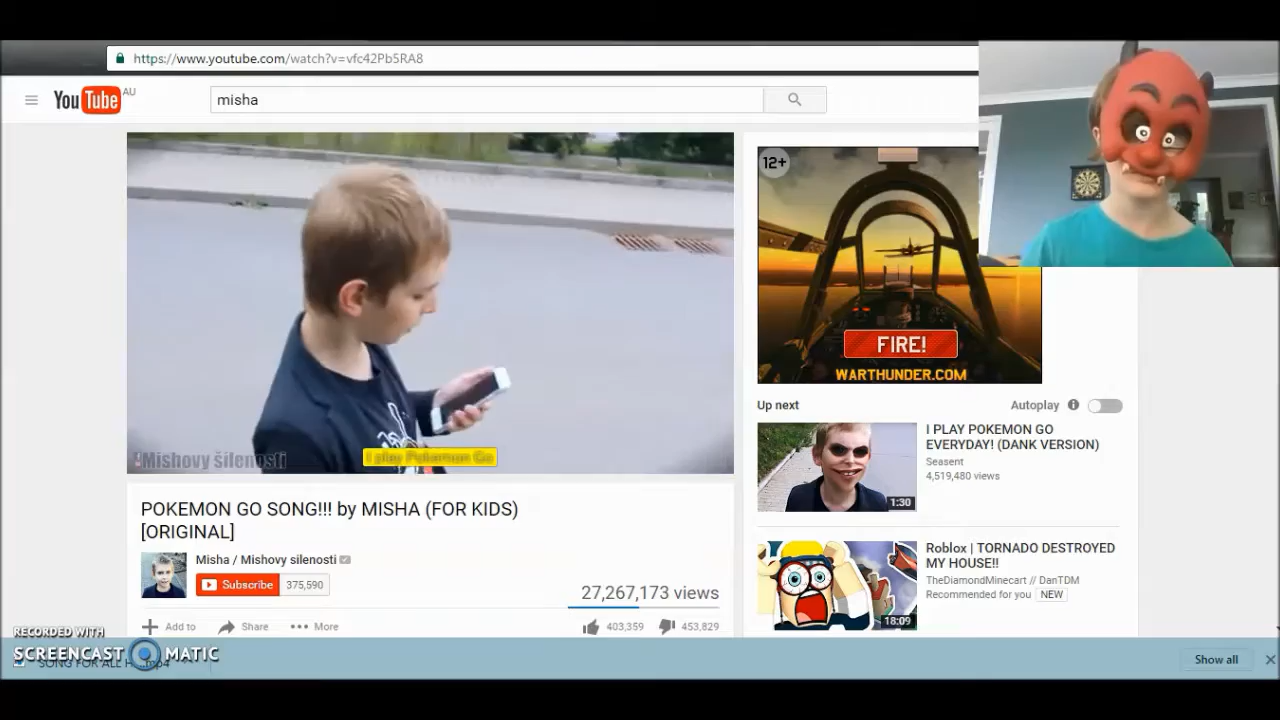 https://www.youtube.com/watch?v=vfc42Pb5RA8
YouTube AU
misha
12+
FIRE!
WARTHUNDER.COM
Mishovy šilenosti
I play Pokemon Go
Up next
Autoplay
I PLAY POKEMON GO
EVERYDAY! (DANK VERSION)
Seasent
4,519,480 views
1:30
POKEMON GO SONG!!! by MISHA (FOR KIDS)
[ORIGINAL]
Misha / Mishovy silenosti
Subscribe 375,590
27,267,173 views
Add to Share More
403,359 453,829
Roblox | TORNADO DESTROYED
MY HOUSE!!
TheDiamondMinecart // DanTDM
Recommended for you NEW
18:09
RECORDED WITH
SCREENCAST MATIC
SONG FOR ALL H....mp4
Show all